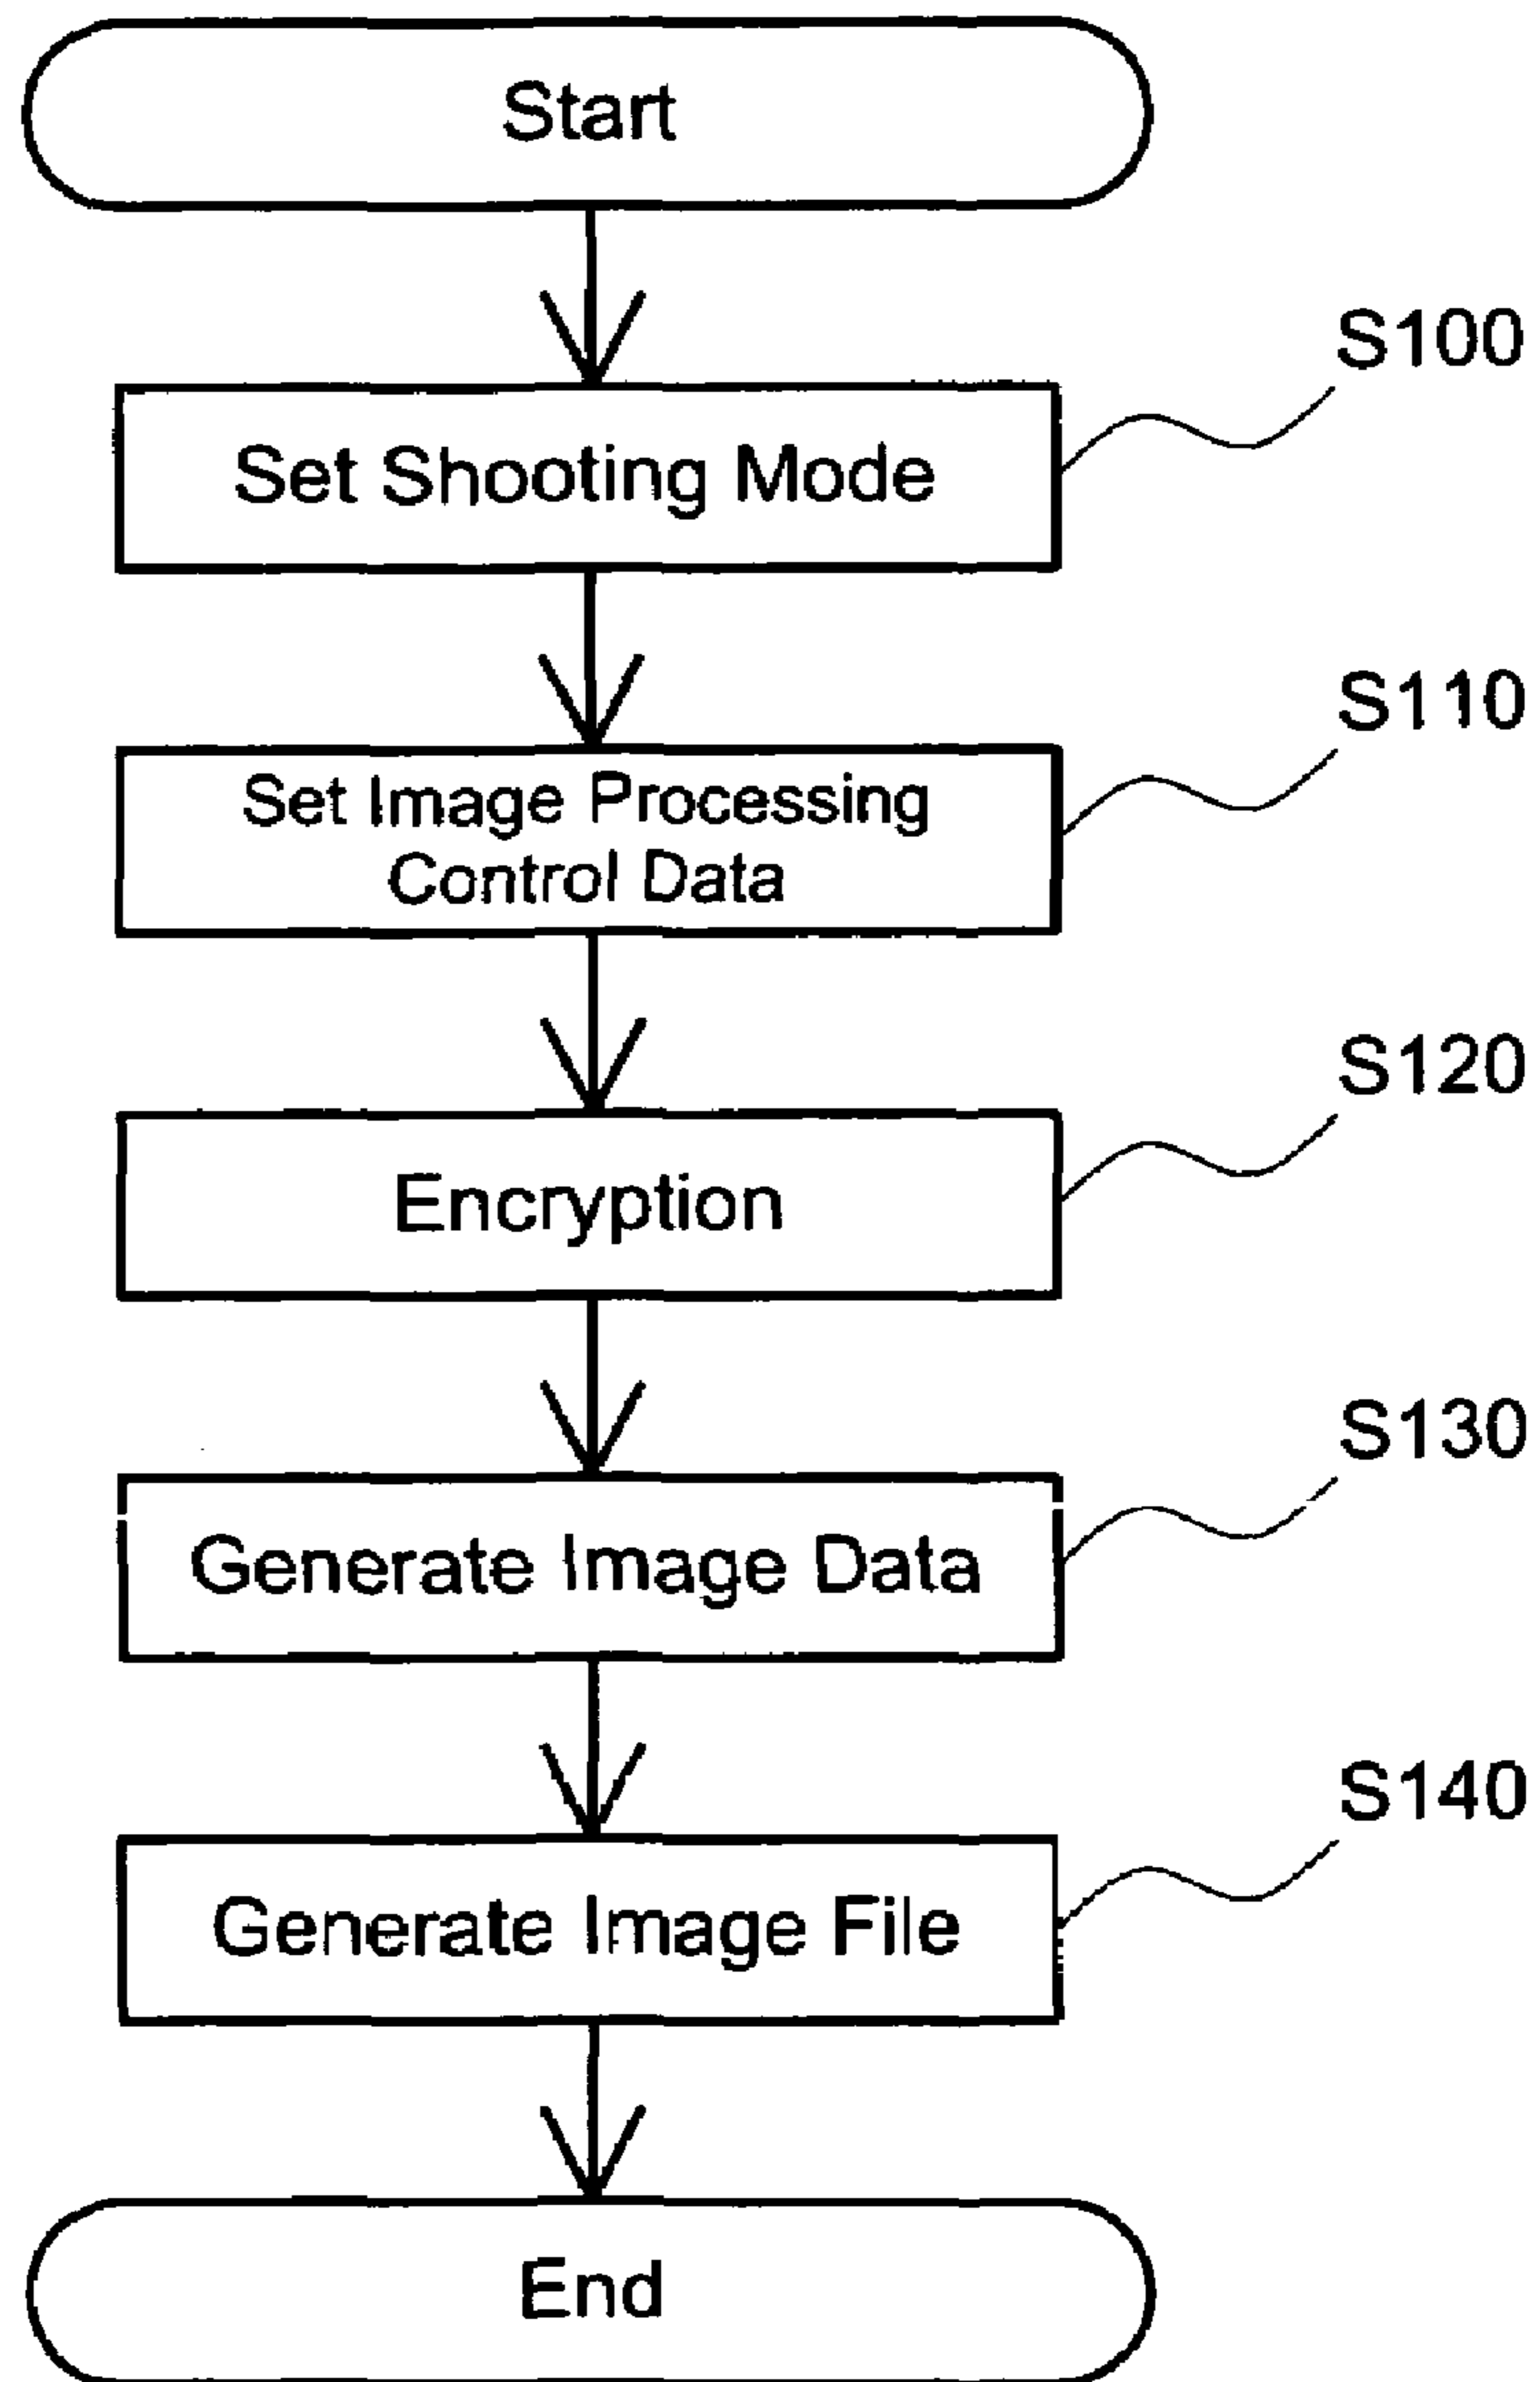 Start
S100
Set Shooting Mode
S110
Set Image Processing
Control Data
S120
Encryption
S130
Generate Image Data
S140
Generate Image File
End